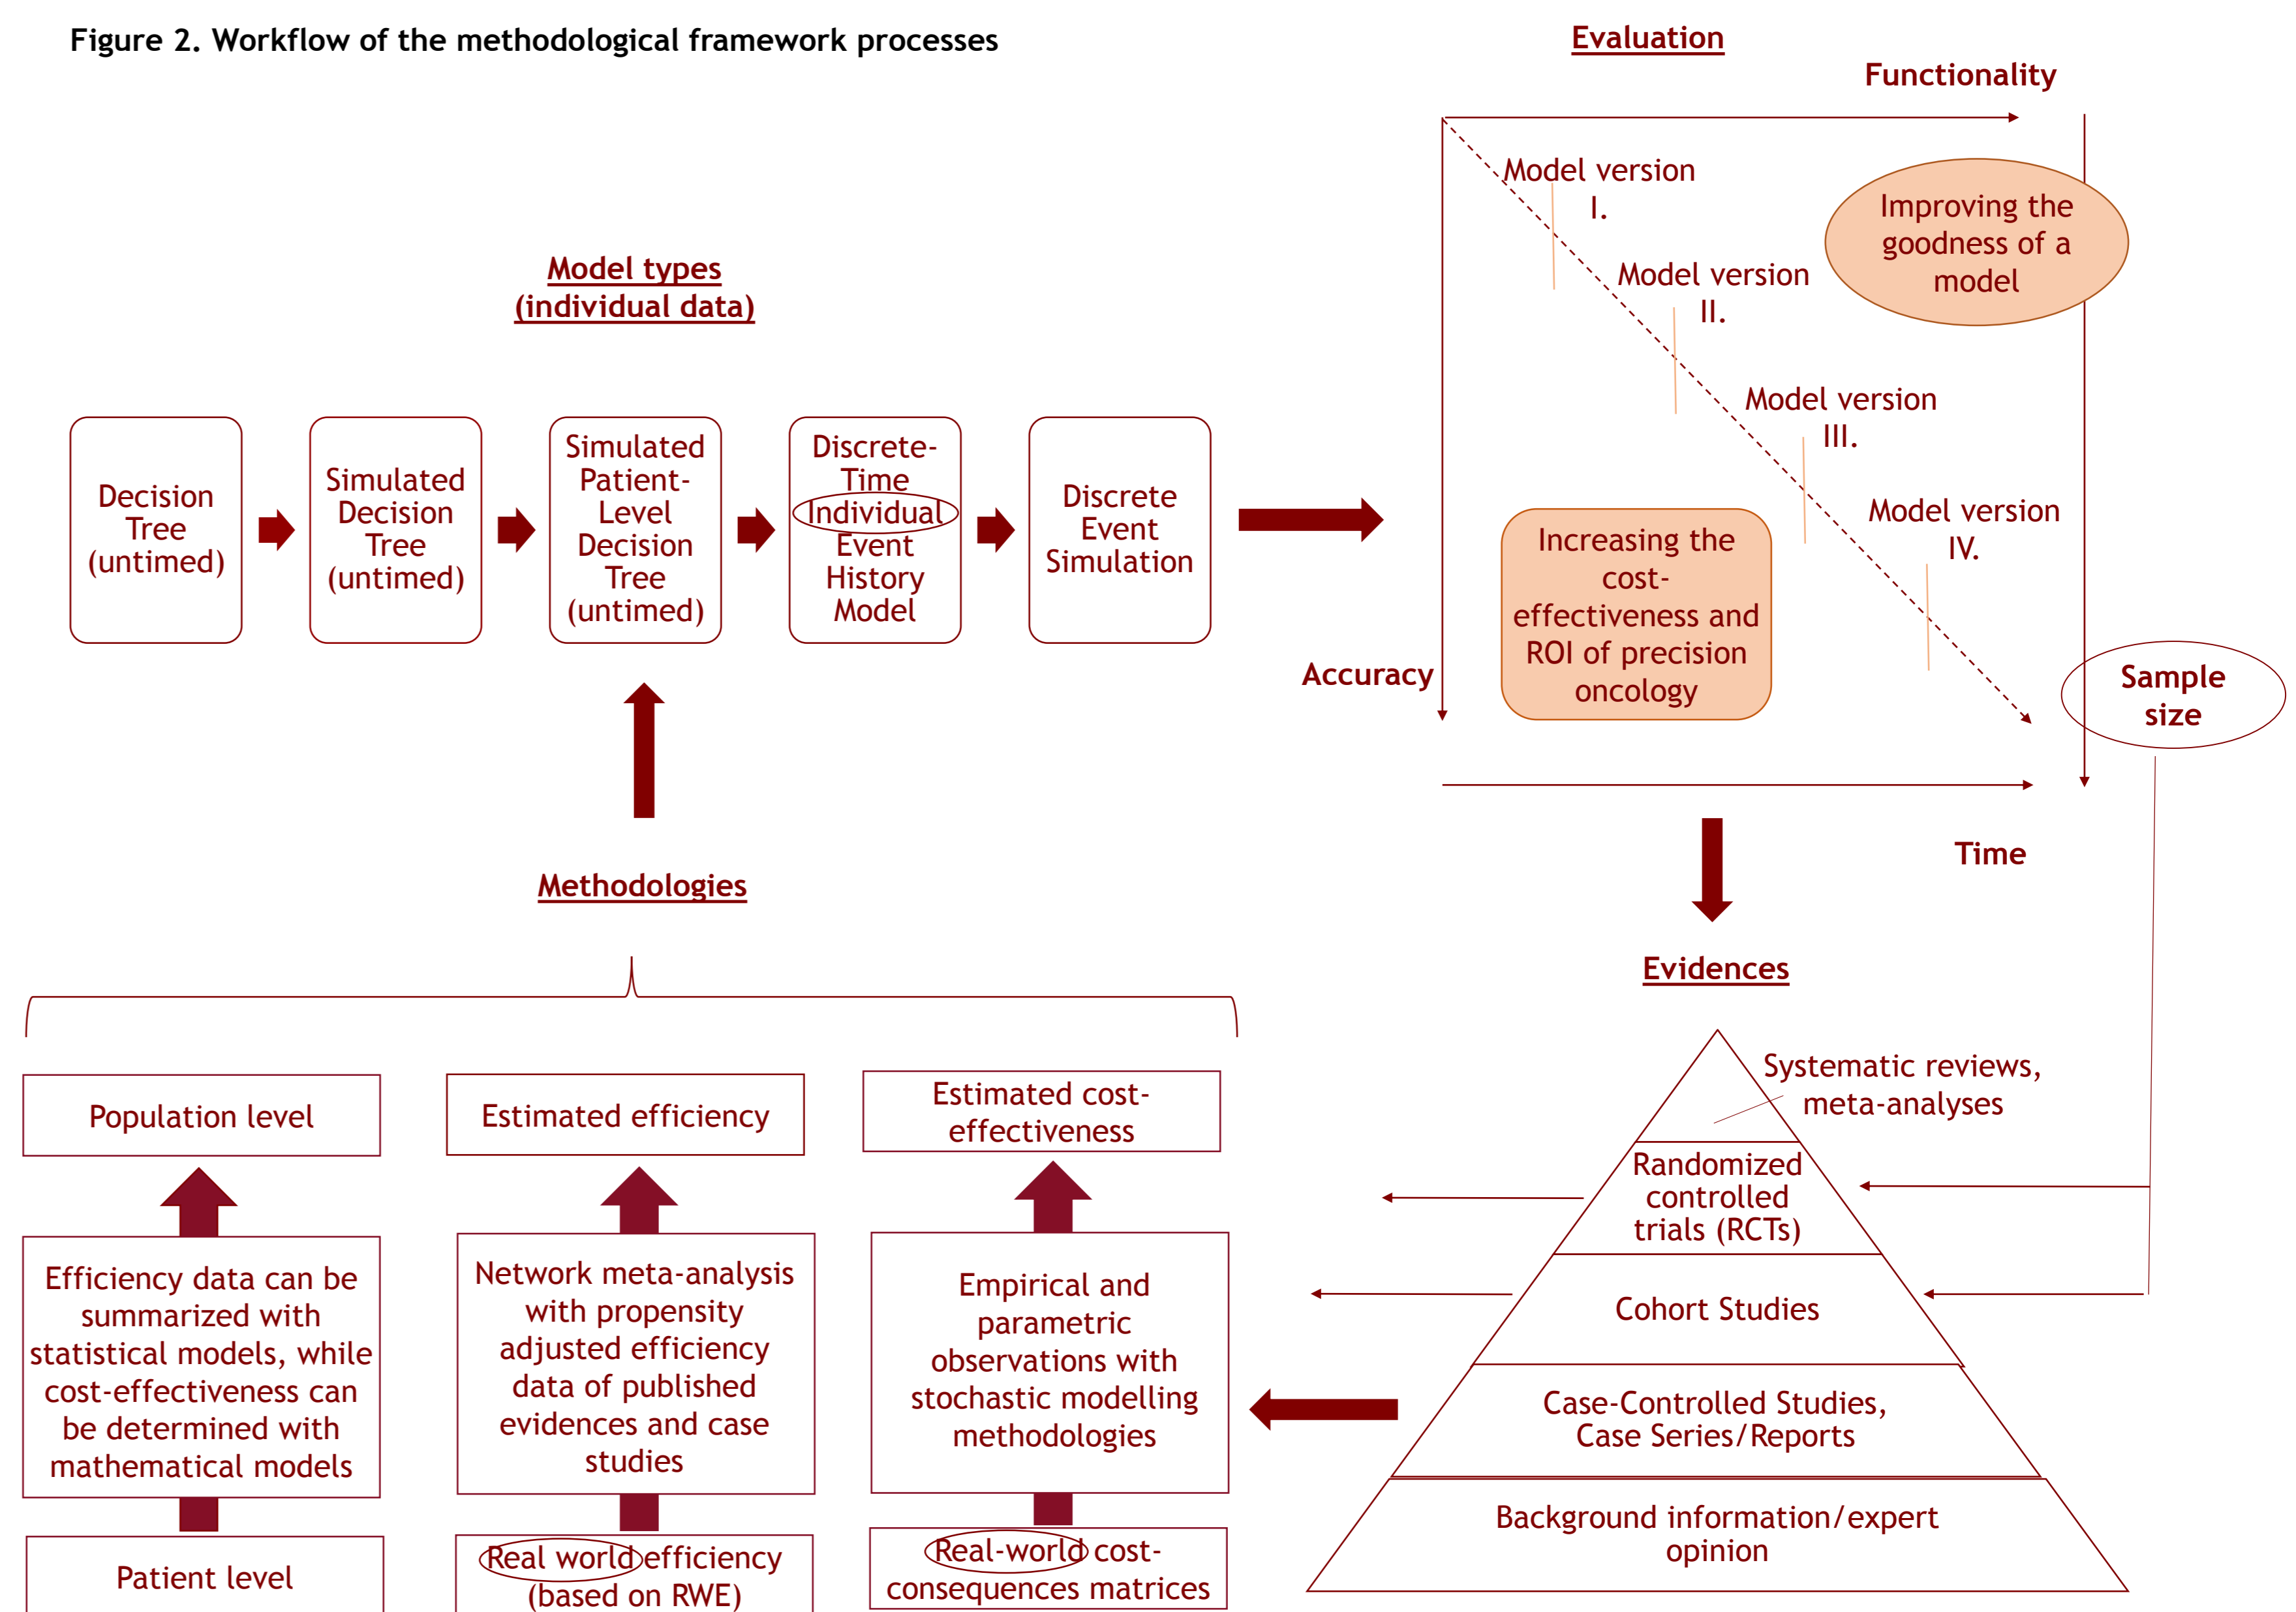 Figure 2. Workflow of the methodological framework processes
Evaluation
Functionality
Model version
I.
Improving the
goodness of a
model
Model version
II.
Model version
III.
Model version
IV.
Increasing the
cost-
effectiveness and
ROI of precision
oncology
Accuracy
Sample
size
Time
Model types
(individual data)
Decision
Tree
(untimed)
Simulated
Decision
Tree
(untimed)
Simulated
Patient-
Level
Decision
Tree
(untimed)
Discrete-
Time
Individual
Event
History
Model
Discrete
Event
Simulation
Methodologies
Population level
Efficiency data can be
summarized with
statistical models, while
cost-effectiveness can
be determined with
mathematical models
Patient level
Estimated efficiency
Network meta-analysis
with propensity
adjusted efficiency
data of published
evidences and case
studies
Real world efficiency
(based on RWE)
Estimated cost-
effectiveness
Empirical and
parametric
observations with
stochastic modelling
methodologies
Real-world cost-
consequences matrices
Evidences
Systematic reviews,
meta-analyses
Randomized
controlled
trials (RCTs)
Cohort Studies
Case-Controlled Studies,
Case Series/Reports
Background information/expert
opinion